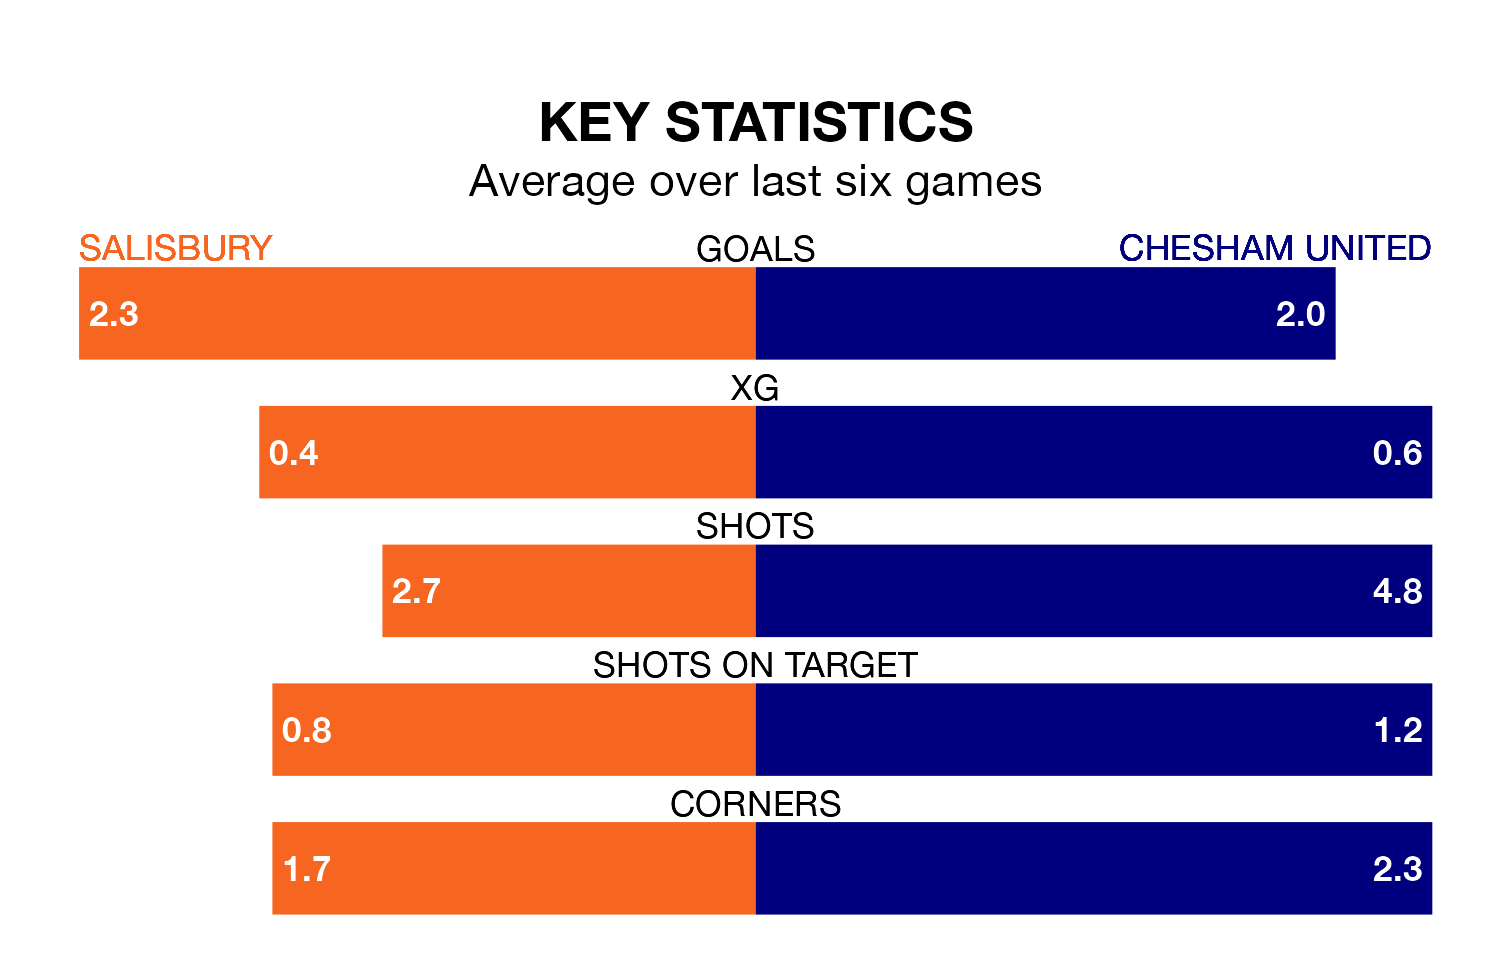 KEY STATISTICS
Average over last six games
SALISBURY GOALS CHESHAM UNITED
2.3 2.0
XG
0.4 0.6
SHOTS
2.7 4.8
SHOTS ON TARGET
0.8 1.2
CORNERS
1.7 2.3